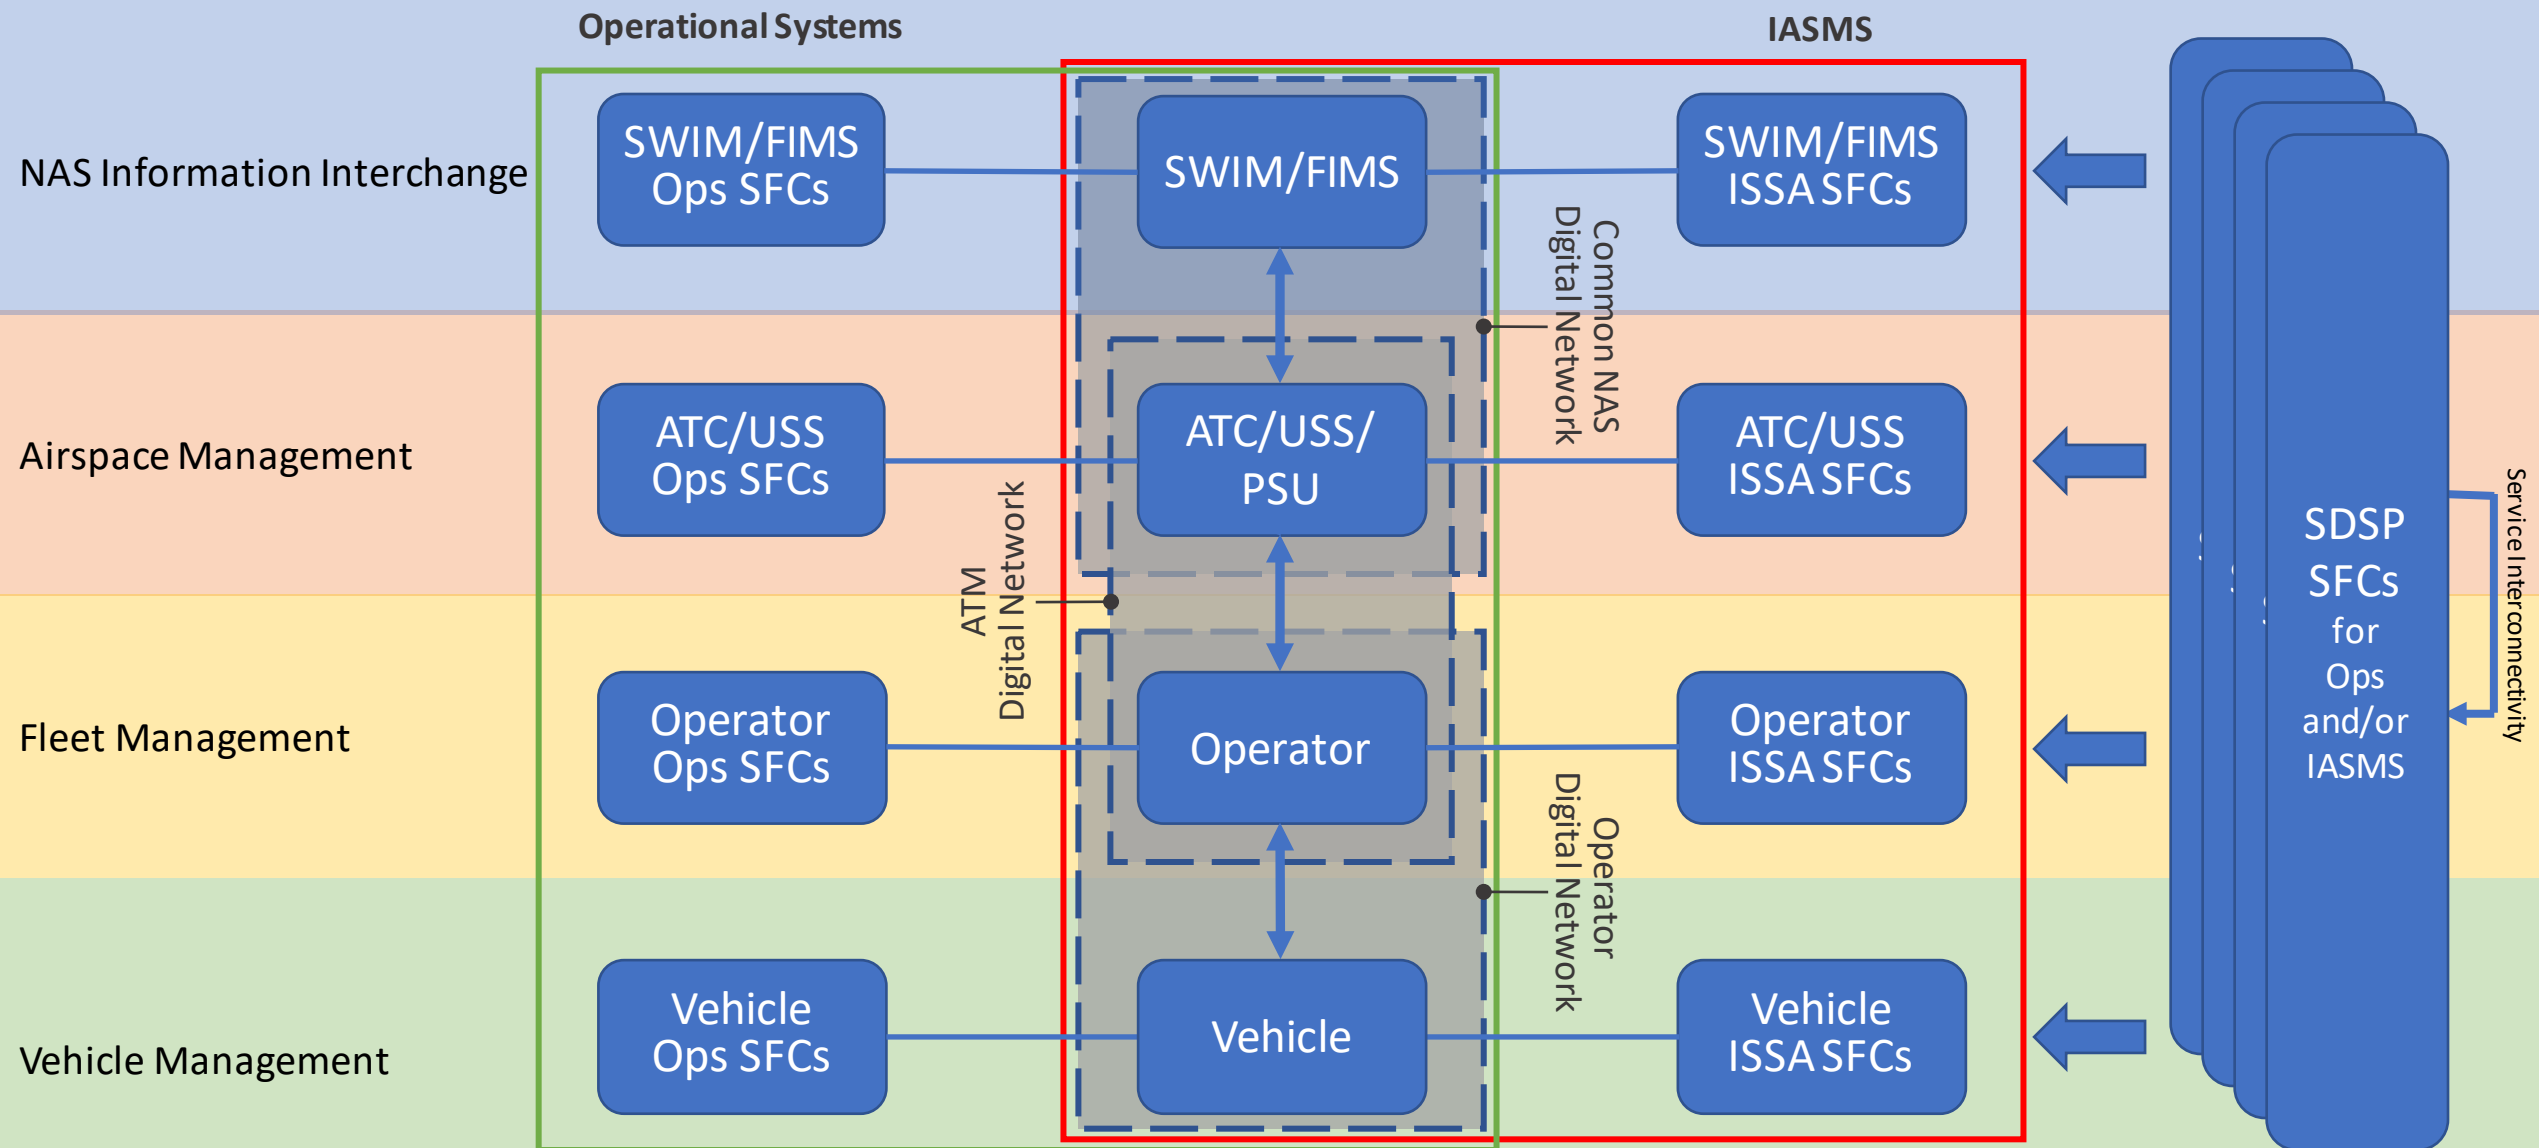 Operational Systems
IASMS
NAS Information Interchange
SWIM/FIMS
Ops SFCs
SWIM/FIMS
SWIM/FIMS
ISSA SFCs
Common NAS
Digital Network
Airspace Management
ATC/USS
Ops SFCs
ATC/USS/
PSU
ATC/USS
ISSA SFCs
ATM
Digital Network
Fleet Management
Operator
Ops SFCs
Operator
Operator
ISSA SFCs
Operator
Digital Network
Vehicle Management
Vehicle
Ops SFCs
Vehicle
Vehicle
ISSA SFCs
SDSP
SFCs
for
Ops
and/or
IASMS
Service Interconnectivity